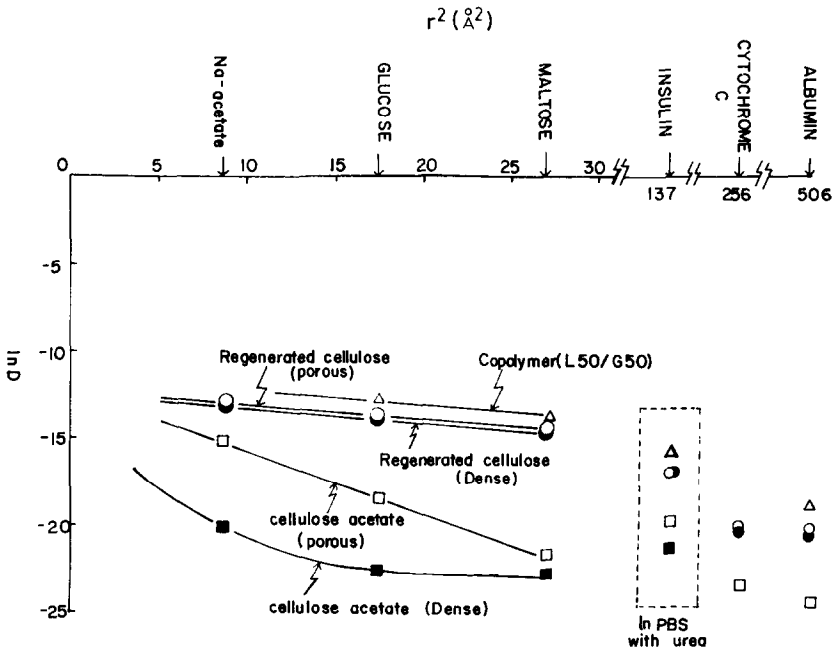 r² (Å²)
Na-acetate
GLUCOSE
MALTOSE
INSULIN
CYTOCHROME C
ALBUMIN
0 5 10 15 20 25 30
137 256 506
-5
-10
-15
-20
-25
ln D
Regenerated cellulose
(porous)
Copolymer(L50/G50)
Regenerated cellulose
(Dense)
cellulose acetate
(porous)
cellulose acetate (Dense)
In PBS
with urea